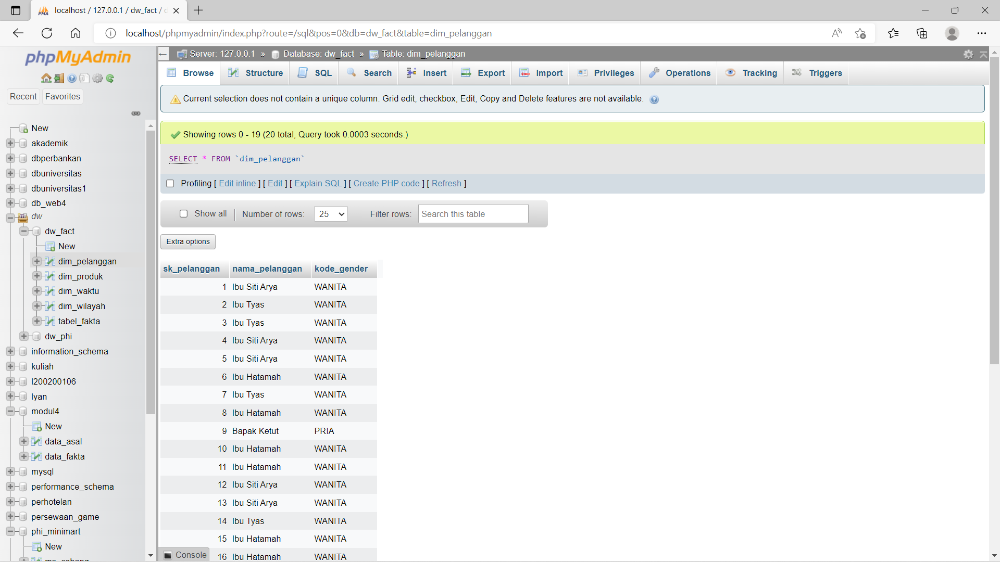 localhost / 127.0.0.1 / dw_fact /
localhost/phpmyadmin/index.php?route=/sql&pos=0&db=dw_fact&table=dim_pelanggan
phpMyAdmin
Recent
Favorites
New
akademik
dbperbankan
dbuniversitas
dbuniversitas1
db_web4
dw
dw_fact
New
dim_pelanggan
dim_produk
dim_waktu
dim_wilayah
tabel_fakta
dw_phi
information_schema
kuliah
l200200106
lyan
modul4
New
data_asal
data_fakta
mysql
performance_schema
perhotelan
persewaan_game
phi_minimart
New
Server: 127.0.0.1 » Database: dw_fact » Table: dim_pelanggan
Browse Structure SQL Search Insert Export Import Privileges Operations Tracking Triggers
Current selection does not contain a unique column. Grid edit, checkbox, Edit, Copy and Delete features are not available.
Showing rows 0 - 19 (20 total, Query took 0.0003 seconds.)
SELECT * FROM `dim_pelanggan`
Profiling [ Edit inline ] [ Edit ] [ Explain SQL ] [ Create PHP code ] [ Refresh ]
Show all | Number of rows: 25 Filter rows: Search this table
Extra options
sk_pelanggan nama_pelanggan kode_gender
1 Ibu Siti Arya WANITA
2 Ibu Tyas WANITA
3 Ibu Tyas WANITA
4 Ibu Siti Arya WANITA
5 Ibu Siti Arya WANITA
6 Ibu Hatamah WANITA
7 Ibu Tyas WANITA
8 Ibu Hatamah WANITA
9 Bapak Ketut PRIA
10 Ibu Hatamah WANITA
11 Ibu Hatamah WANITA
12 Ibu Siti Arya WANITA
13 Ibu Siti Arya WANITA
14 Ibu Tyas WANITA
15 Ibu Hatamah WANITA
16 Ibu Hatamah WANITA
Console